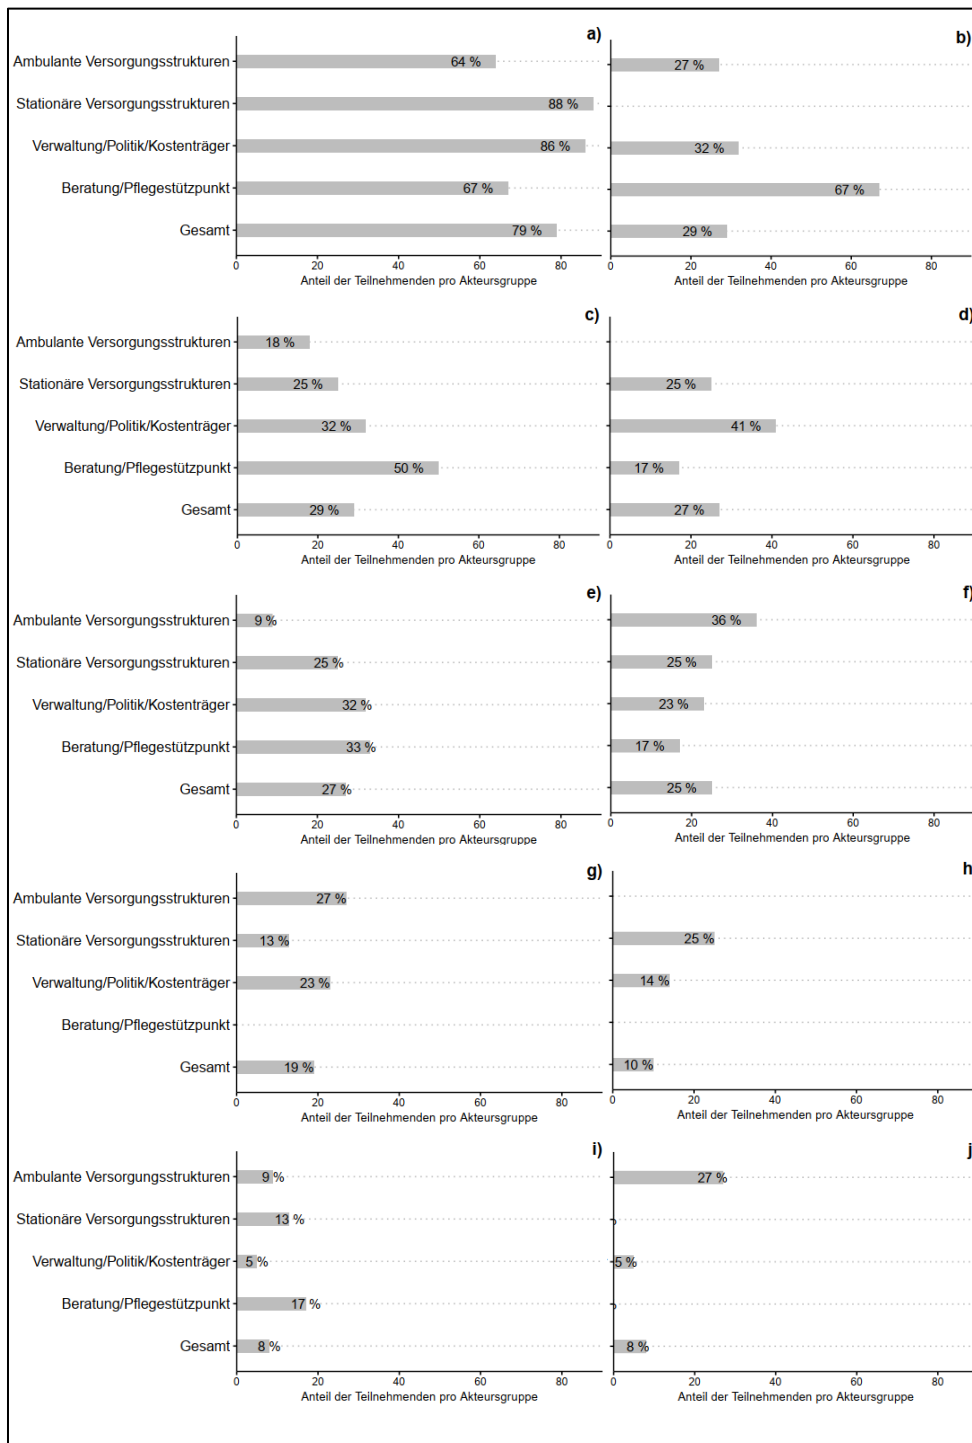 a)
Ambulante Versorgungsstrukturen 64 %
Stationäre Versorgungsstrukturen 88 %
Verwaltung/Politik/Kostenträger 86 %
Beratung/Pflegestützpunkt 67 %
Gesamt 79 %
0 20 40 60 80
Anteil der Teilnehmenden pro Akteursgruppe
b)
27 %
32 %
67 %
29 %
0 20 40 60 80
Anteil der Teilnehmenden pro Akteursgruppe
c)
Ambulante Versorgungsstrukturen 18 %
Stationäre Versorgungsstrukturen 25 %
Verwaltung/Politik/Kostenträger 32 %
Beratung/Pflegestützpunkt 50 %
Gesamt 29 %
0 20 40 60 80
Anteil der Teilnehmenden pro Akteursgruppe
d)
25 %
41 %
17 %
27 %
0 20 40 60 80
Anteil der Teilnehmenden pro Akteursgruppe
e)
Ambulante Versorgungsstrukturen 9 %
Stationäre Versorgungsstrukturen 25 %
Verwaltung/Politik/Kostenträger 32 %
Beratung/Pflegestützpunkt 33 %
Gesamt 27 %
0 20 40 60 80
Anteil der Teilnehmenden pro Akteursgruppe
f)
36 %
25 %
23 %
17 %
25 %
0 20 40 60 80
Anteil der Teilnehmenden pro Akteursgruppe
g)
Ambulante Versorgungsstrukturen 27 %
Stationäre Versorgungsstrukturen 13 %
Verwaltung/Politik/Kostenträger 23 %
Beratung/Pflegestützpunkt
Gesamt 19 %
0 20 40 60 80
Anteil der Teilnehmenden pro Akteursgruppe
h
25 %
14 %
10 %
0 20 40 60 80
Anteil der Teilnehmenden pro Akteursgruppe
i)
Ambulante Versorgungsstrukturen 9 %
Stationäre Versorgungsstrukturen 13 %
Verwaltung/Politik/Kostenträger 5 %
Beratung/Pflegestützpunkt 17 %
Gesamt 8 %
0 20 40 60 80
Anteil der Teilnehmenden pro Akteursgruppe
j
27 %
5 %
8 %
0 20 40 60 80
Anteil der Teilnehmenden pro Akteursgruppe